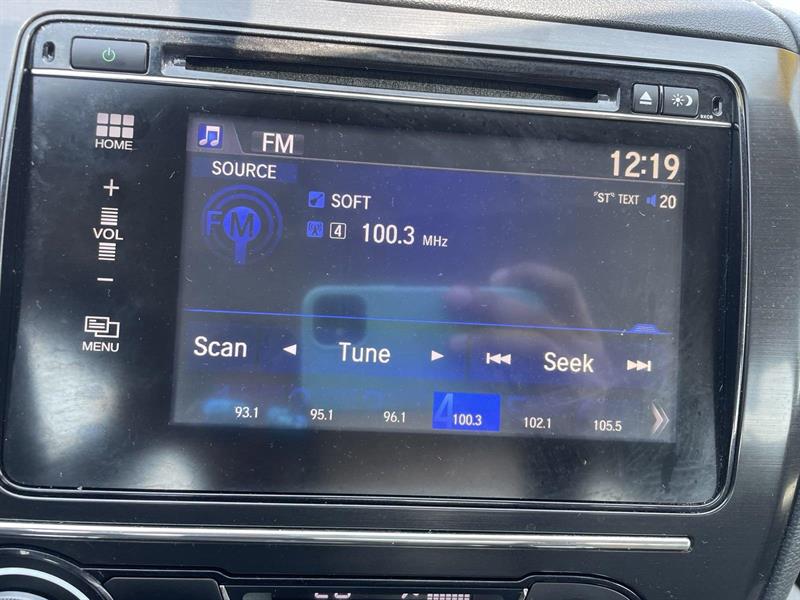 HOME
+
VOL
−
MENU
FM
12:19
SOURCE
"ST" TEXT 20
FM
SOFT
4 100.3 MHz
Scan Tune Seek
93.1 95.1 96.1 4 100.3 102.1 105.5